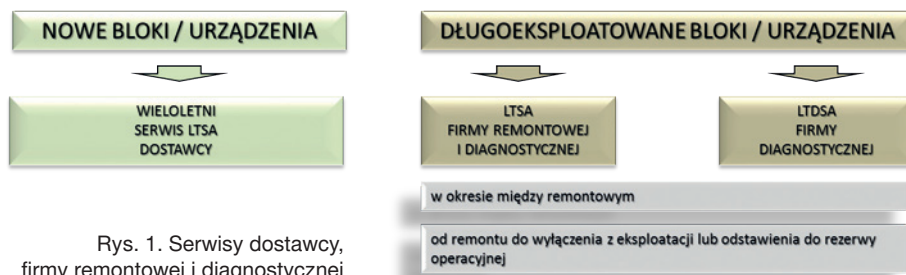 NOWE BLOKI / URZĄDZENIA
WIELOLETNI
SERWIS LTSA
DOSTAWCY
DŁUGOEKSPLOATOWANE BLOKI / URZĄDZENIA
LTSA
FIRMY REMONTOWEJ
I DIAGNOSTYCZNEJ
LTDSA
FIRMY
DIAGNOSTYCZNEJ
w okresie między remontowym
od remontu do wyłączenia z eksploatacji lub odstawienia do rezerwy
operacyjnej
Rys. 1. Serwisy dostawcy,
firmy remontowej i diagnostycznej